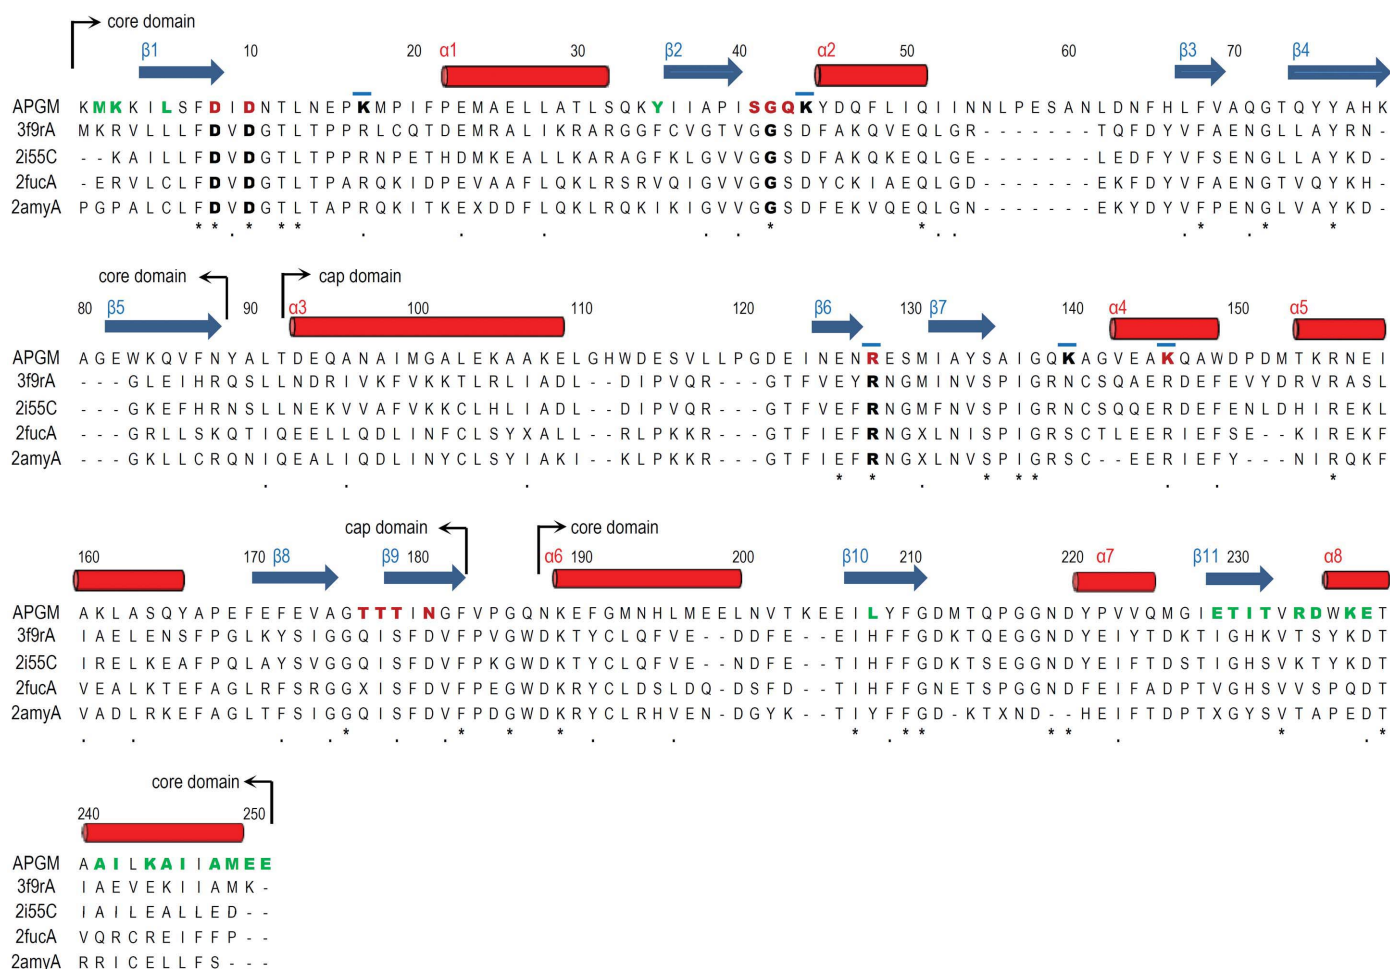 core domain
β1 10 20 α1 30 β2 40 α2 50 60 β3 70 β4
APGM K M K K I L S F D I D N T L N E P K M P I F P E M A E L L A T L S Q K Y I I A P I S G Q K Y D Q F L I Q I I N N L P E S A N L D N F H L F V A Q G T Q Y Y A H K
3f9rA M K R V L L L F D V D G T L T P P R L C Q T D E M R A L I K R A R G G F C V G T V G G S D F A K Q V E Q L G R - - - - - - - T Q F D Y V F A E N G L L A Y R N -
2i55C - - K A I L L F D V D G T L T P P R N P E T H D M K E A L L K A R A G F K L G V V G G S D F A K Q K E Q L G E - - - - - - - L E D F Y V F S E N G L L A Y K D -
2fucA - E R V L C L F D V D G T L T P A R Q K I D P E V A A F L Q K L R S R V Q I G V V G G S D Y C K I A E Q L G D - - - - - - - E K F D Y V F A E N G T V Q Y K H -
2amyA P G P A L C L F D V D G T L T A P R Q K I T K E X D D F L Q K L R Q K I K I G V V G G S D F E K V Q E Q L G N - - - - - - - E K Y D Y V F P E N G L V A Y K D -
* * * * * * * * * *
. . . . . . . . . . .
core domain cap domain
80 β5 90 α3 100 110 120 β6 130 β7 140 α4 150 α5
APGM A G E W K Q V F N Y A L T D E Q A N A I M G A L E K A A K E L G H W D E S V L L P G D E I N E N R E S M I A Y S A I G Q K A G V E A K Q A W D P D M T K R N E I
3f9rA - - - G L E I H R Q S L L N D R I V K F V K K T L R L I A D L - - D I P V Q R - - - G T F V E Y R N G M I N V S P I G R N C S Q A E R D E F E V Y D R V R A S L
2i55C - - - G K E F H R N S L L N E K V V A F V K K C L H L I A D L - - D I P V Q R - - - G T F V E F R N G M F N V S P I G R N C S Q Q E R D E F E N L D H I R E K L
2fucA - - - G R L L S K Q T I Q E E L L Q D L I N F C L S Y X A L L - - R L P K K R - - - G T F I E F R N G X L N I S P I G R S C T L E E R I E F S E - - K I R E K F
2amyA - - - G K L L C R Q N I Q E A L I Q D L I N Y C L S Y I A K I - - K L P K K R - - - G T F I E F R N G X L N V S P I G R S C - - E E R I E F Y - - - N I R Q K F
* * * * * *
. . . . . .
cap domain core domain
160 170 β8 β9 180 α6 190 200 β10 210 220 α7 β11 230 α8
APGM A K L A S Q Y A P E F E F E V A G T T T I N G F V P G Q N K E F G M N H L M E E L N V T K E E I L Y F G D M T Q P G G N D Y P V V Q M G I E T I T V R D W K E T
3f9rA I A E L E N S F P G L K Y S I G G Q I S F D V F P V G W D K T Y C L Q F V E - - D D F E - E I H F F G D K T Q E G G N D Y E I Y T D K T I G H K V T S Y K D T
2i55C I R E L K E A F P Q L A Y S V G G Q I S F D V F P K G W D K T Y C L Q F V E - - N D F E - - T I H F F G D K T S E G G N D Y E I F T D S T I G H S V K T Y K D T
2fucA V E A L K T E F A G L R F S R G G X I S F D V F P E G W D K R Y C L D S L D Q - D S F D - - T I H F F G N E T S P G G N D F E I F A D P T V G H S V V S P Q D T
2amyA V A D L R K E F A G L T F S I G G Q I S F D V F P D G W D K R Y C L R H V E N - D G Y K - - T I Y F F G D - K T X N D - - H E I F T D P T X G Y S V T A P E D T
* * * * * * * * * * *
. . . . . . . . . .
core domain
240 250
APGM A A I L K A I I A M E E
3f9rA I A E V E K I I A M K -
2i55C I A I L E A L L E D - -
2fucA V Q R C R E I F F P - -
2amyA R R I C E L L F S - - -